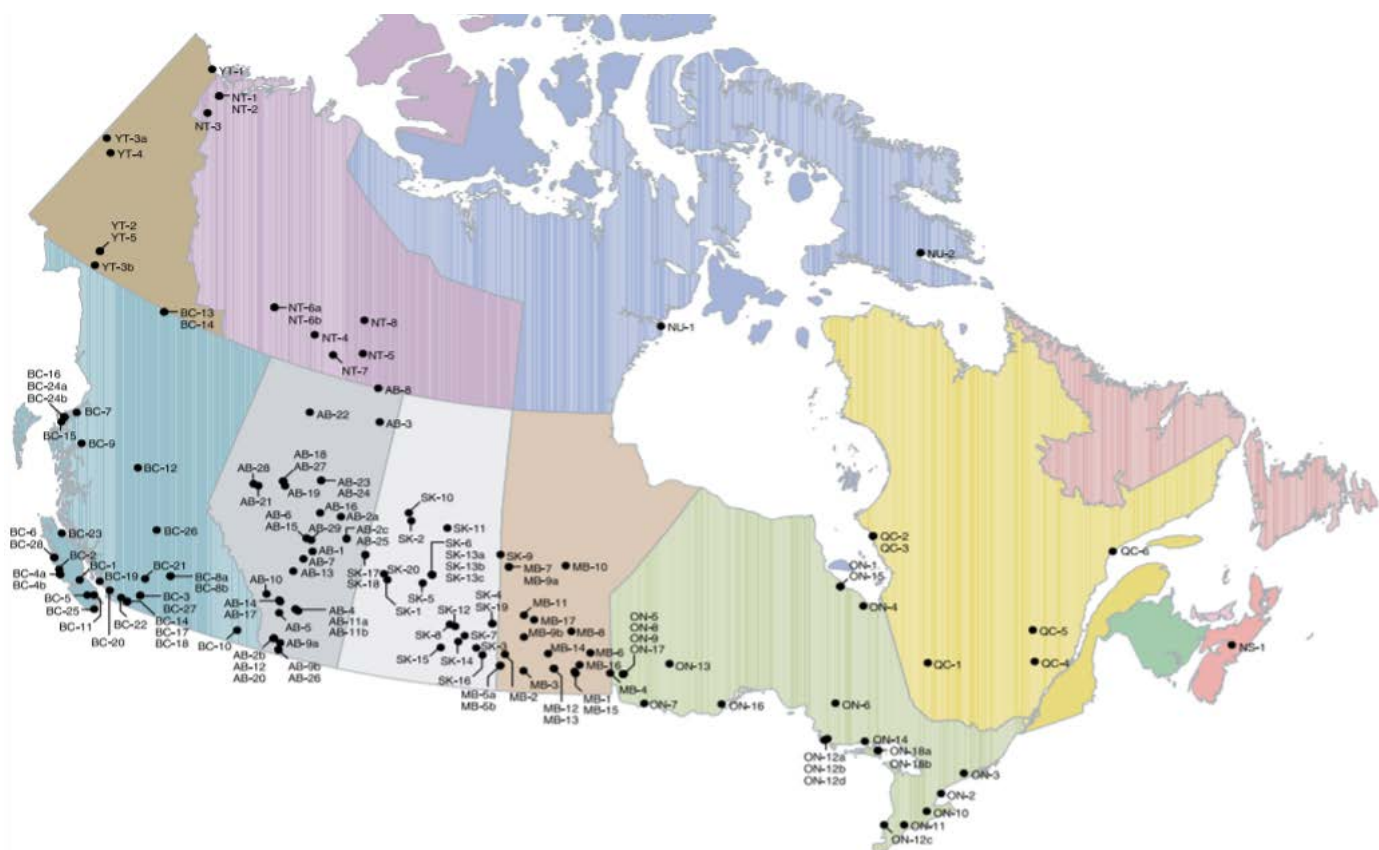 YT-1
NT-1
NT-2
NT-3
YT-3a
YT-4
YT-2
YT-5
YT-3b
NU-2
BC-13
BC-14
NT-6a
NT-6b
NT-8
NT-4
NT-5
NT-7
NU-1
AB-8
BC-16
BC-24a
BC-24b
BC-7
BC-15
BC-9
AB-22
AB-3
BC-12
AB-18
AB-27
AB-28
AB-21
AB-19
AB-23
AB-24
SK-10
AB-16
AB-6
AB-2a
AB-15
AB-29
AB-2c
AB-25
SK-2
SK-11
BC-6
BC-28
BC-23
BC-26
SK-6
SK-13a
SK-13b
SK-13c
QC-2
QC-3
QC-6
AB-1
AB-7
AB-13
SK-17
SK-18
SK-20
SK-1
SK-5
SK-9
MB-7
MB-9a
MB-10
BC-2
BC-1
BC-19
BC-21
BC-8a
BC-8b
BC-4a
BC-4b
BC-5
BC-25
BC-11
BC-20
BC-22
BC-3
BC-27
BC-14
BC-17
BC-18
BC-10
AB-10
AB-14
AB-17
AB-5
AB-4
AB-11a
AB-11b
AB-9a
AB-2b
AB-12
AB-20
AB-9b
AB-26
SK-4
SK-19
SK-12
SK-8
SK-7
SK-3
SK-15
SK-14
SK-16
MB-5a
MB-5b
MB-2
MB-11
MB-17
MB-9b
MB-8
MB-14
MB-6
MB-16
MB-3
MB-4
MB-12
MB-13
MB-1
MB-15
ON-1
ON-15
ON-4
ON-5
ON-8
ON-9
ON-17
ON-13
ON-7
ON-16
ON-6
QC-1
QC-5
QC-4
NS-1
ON-14
ON-18a
ON-18b
ON-12a
ON-12b
ON-12d
ON-3
ON-2
ON-10
ON-11
ON-12c